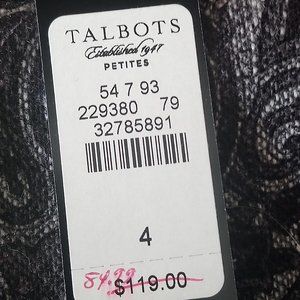 TALBOTS
Established 1947
PETITES
54 7 93
229380 79
32785891
4
84.99
$119.00